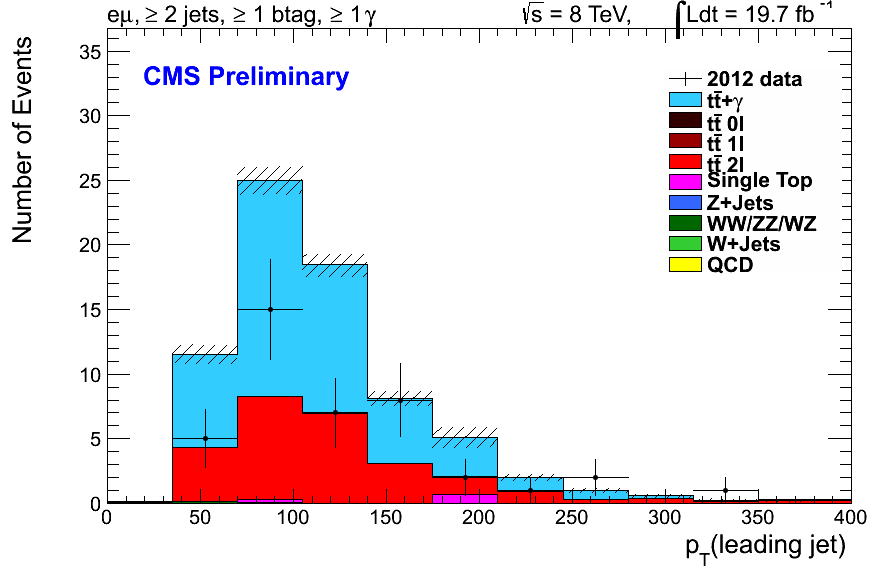 eμ, ≥ 2 jets, ≥ 1 btag, ≥ 1 γ √s = 8 TeV, ∫Ldt = 19.7 fb⁻¹
CMS Preliminary
2012 data
tt̄+γ
tt̄ 0l
tt̄ 1l
tt̄ 2l
Single Top
Z+Jets
WW/ZZ/WZ
W+Jets
QCD
Number of Events
35
30
25
20
15
10
5
0
0 50 100 150 200 250 300 350 400
p_T(leading jet)